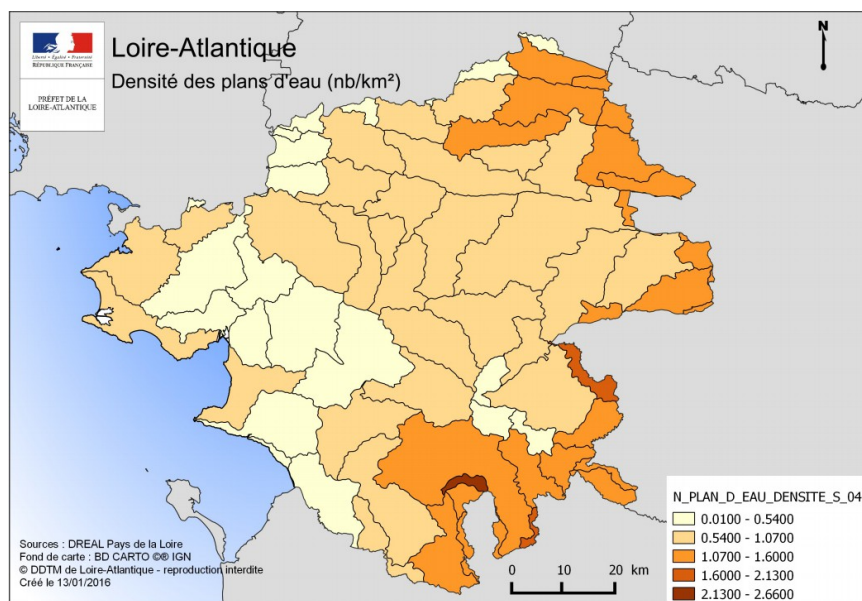 Liberté • Égalité • Fraternité
RÉPUBLIQUE FRANÇAISE
PRÉFET DE LA
LOIRE-ATLANTIQUE
Loire-Atlantique
Densité des plans d'eau (nb/km²)
N
Sources : DREAL Pays de la Loire
Fond de carte : BD CARTO ©® IGN
© DDTM de Loire-Atlantique - reproduction interdite
Créé le 13/01/2016
0 10 20 km
N_PLAN_D_EAU_DENSITE_S_04
0.0100 - 0.5400
0.5400 - 1.0700
1.0700 - 1.6000
1.6000 - 2.1300
2.1300 - 2.6600